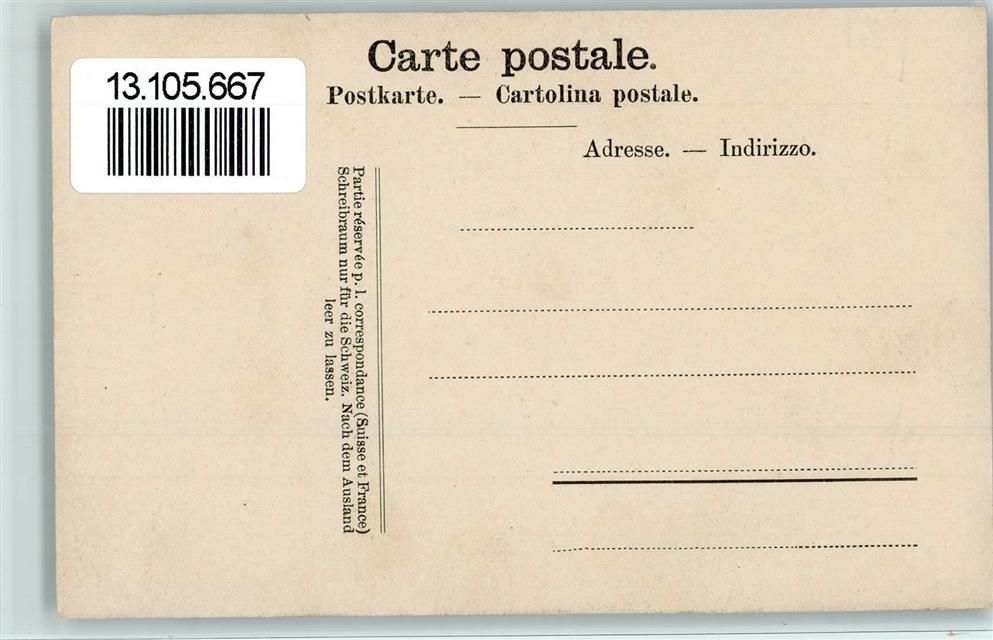 13.105.667
Carte postale.
Postkarte. — Cartolina postale.
Adresse. — Indirizzo.
Partie réservée p. l. correspondance (Suisse et France)
Schreibraum nur für die Schweiz. Nach dem Ausland
leer zu lassen.